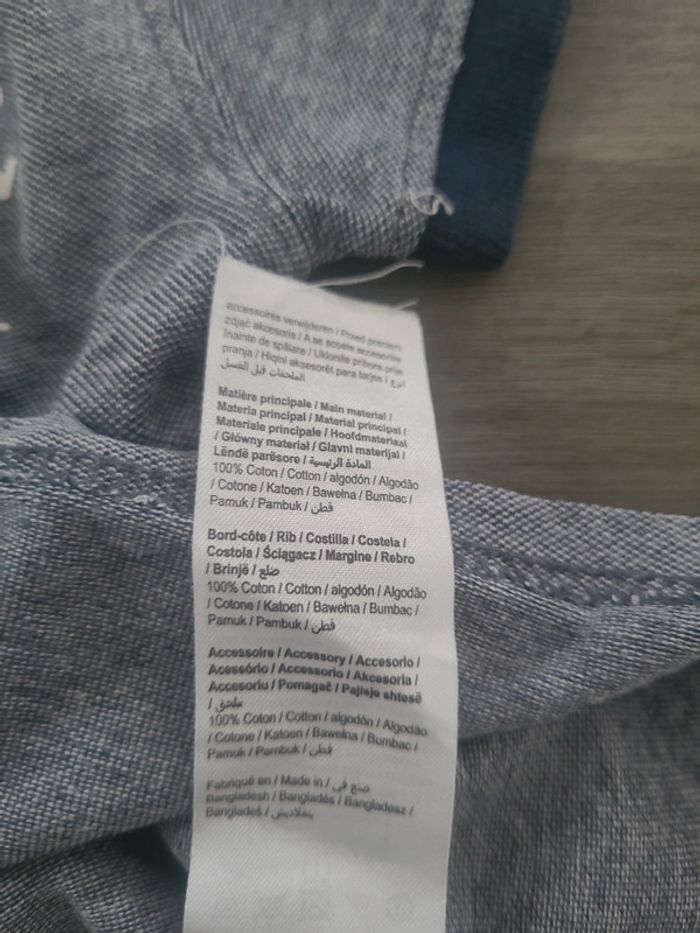 accessoires verwijderen / Przed praniem
zdjąć akcesoria / A se scoate accesoriile
înainte de spălare / Uklonite pribors prije
pranja / Hiqini aksesorët para larjes / انزع
الملحقات قبل الغسل
Matière principale / Main material /
Materia principal / Material principal /
Materiale principale / Hoofdmateriaal
/ Główny materiał / Glavni materijal /
Lëndë parësore / المادة الرئيسية
100% Coton / Cotton / algodón / Algodão
/ Cotone / Katoen / Bawełna / Bumbac /
Pamuk / Pambuk / قطن
Bord-côte / Rib / Costilla / Costela /
Costola / Ściągacz / Margine / Rebro
/ Brinjë / ضلع
100% Coton / Cotton / algodón / Algodão
/ Cotone / Katoen / Bawełna / Bumbac /
Pamuk / Pambuk / قطن
Accessoire / Accessory / Accesorio /
Acessório / Accessorio / Akcesoria /
Accesoriu / Pomagač / Pajisje shtesë
/ ملحق
100% Coton / Cotton / algodón / Algodão
/ Cotone / Katoen / Bawełna / Bumbac /
Pamuk / Pambuk / قطن
Fabriqué en / Made in / صنع في
Bangladesh / Bangladés / Bangladesz /
Bangladeš / بنغلاديش